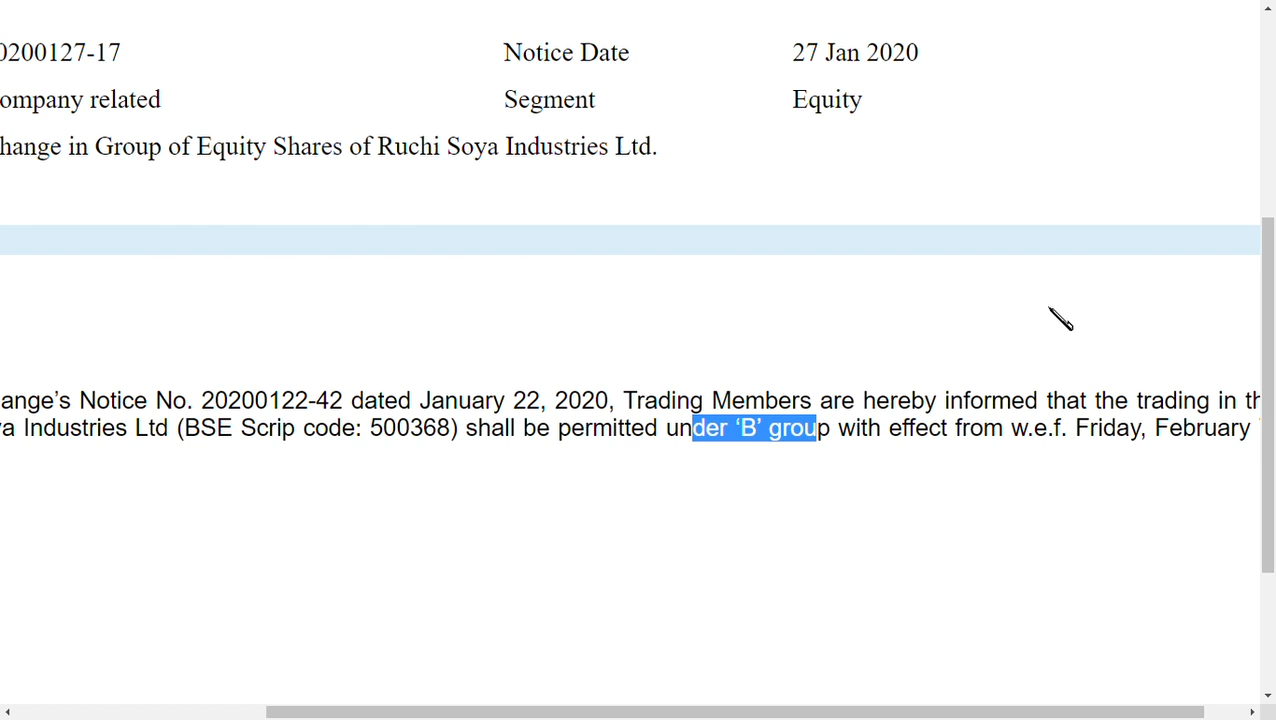 0200127-17 Notice Date 27 Jan 2020
ompany related Segment Equity
hange in Group of Equity Shares of Ruchi Soya Industries Ltd.
ange’s Notice No. 20200122-42 dated January 22, 2020, Trading Members are hereby informed that the trading in th
ya Industries Ltd (BSE Scrip code: 500368) shall be permitted under ‘B’ group with effect from w.e.f. Friday, February